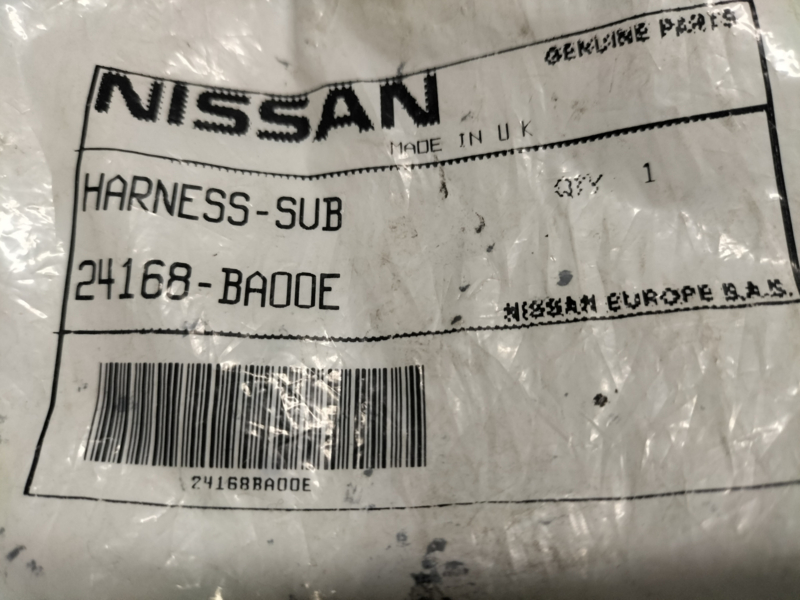 GENUINE PARTS
NISSAN
MADE IN U K
HARNESS-SUB
QTY 1
24168-BA00E
NISSAN EUROPE S.A.S.
24168BA00E